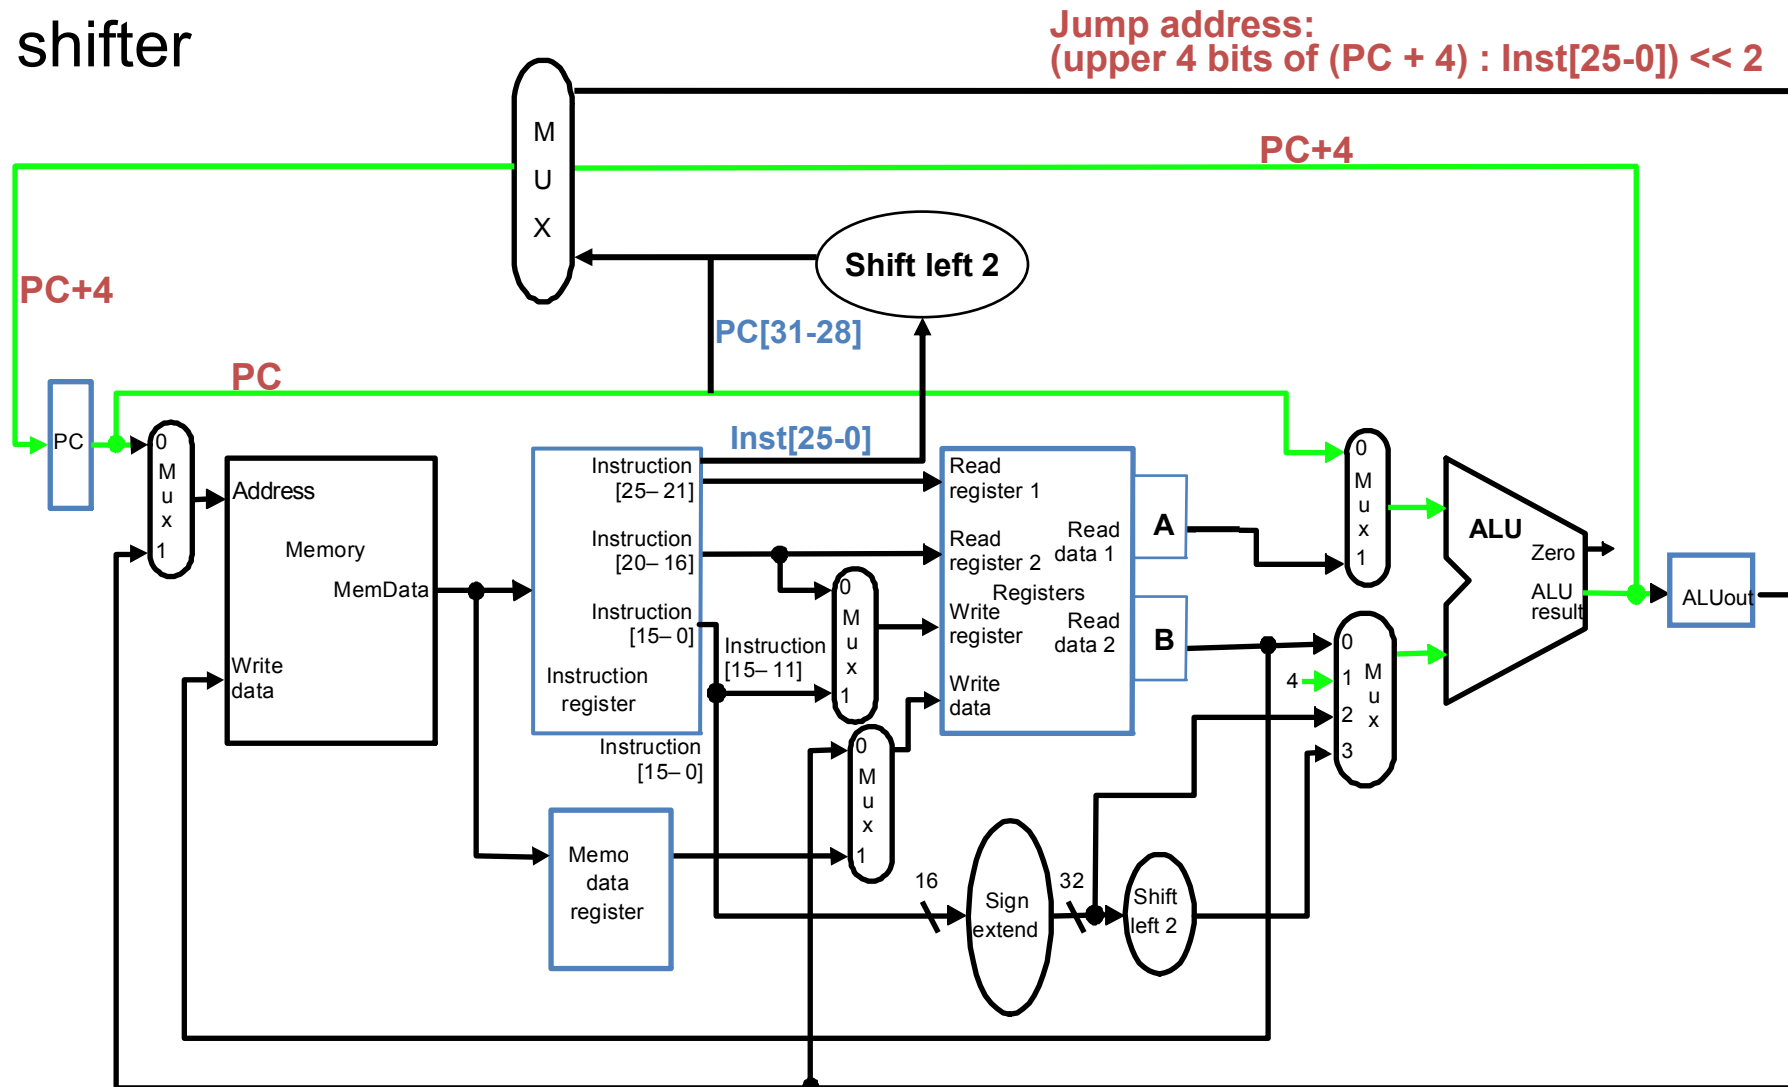 shifter
Jump address:
(upper 4 bits of (PC + 4) : Inst[25-0]) << 2
M
U
X
PC+4
PC+4
Shift left 2
PC[31-28]
PC
PC
0
M
u
x
1
Address
Memory
MemData
Write
data
Inst[25-0]
Instruction
[25– 21]
Instruction
[20– 16]
Instruction
[15– 0]
Instruction
register
Instruction
[15– 11]
Instruction
[15– 0]
0
M
u
x
1
0
M
u
x
1
Memo
data
register
Read
register 1
Read
register 2
Registers
Write
register
Write
data
Read
data 1
Read
data 2
A
B
16
Sign
extend
32
Shift
left 2
0
M
u
x
1
4
0
1
2
3
M
u
x
ALU
Zero
ALU
result
ALUout